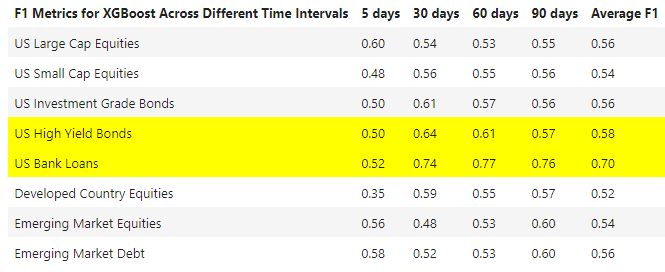 F1 Metrics for XGBoost Across Different Time Intervals 5 days 30 days 60 days 90 days Average F1
US Large Cap Equities 0.60 0.54 0.53 0.55 0.56
US Small Cap Equities 0.48 0.56 0.55 0.56 0.54
US Investment Grade Bonds 0.50 0.61 0.57 0.56 0.56
US High Yield Bonds 0.50 0.64 0.61 0.57 0.58
US Bank Loans 0.52 0.74 0.77 0.76 0.70
Developed Country Equities 0.35 0.59 0.55 0.57 0.52
Emerging Market Equities 0.56 0.48 0.53 0.60 0.54
Emerging Market Debt 0.58 0.52 0.53 0.60 0.56